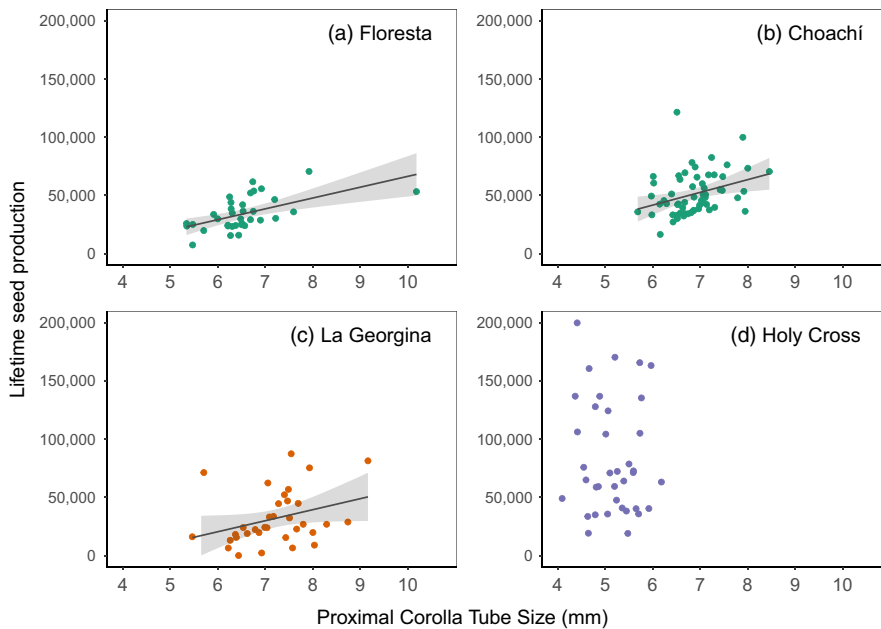 (a) Floresta
200,000
150,000
100,000
50,000
0
4 5 6 7 8 9 10
(b) Choachí
200,000
150,000
100,000
50,000
0
4 5 6 7 8 9 10
Lifetime seed production
(c) La Georgina
200,000
150,000
100,000
50,000
0
4 5 6 7 8 9 10
(d) Holy Cross
200,000
150,000
100,000
50,000
0
4 5 6 7 8 9 10
Proximal Corolla Tube Size (mm)